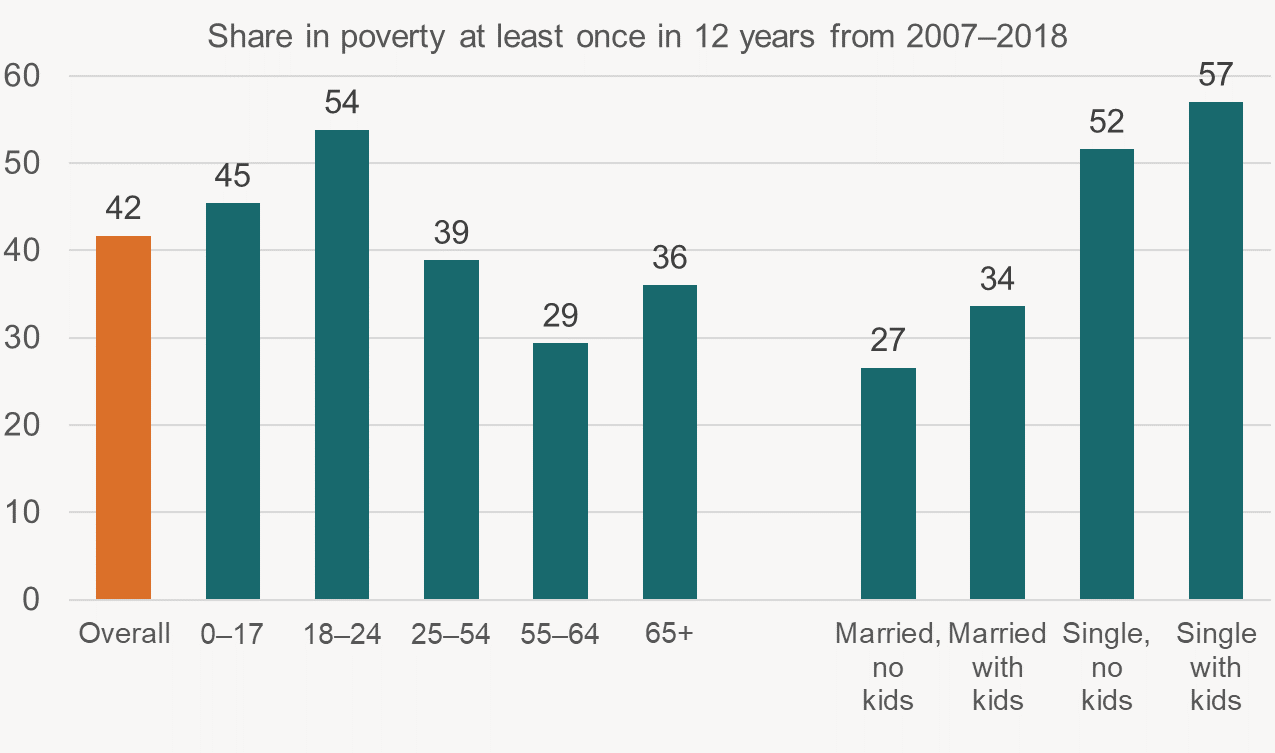 Share in poverty at least once in 12 years from 2007–2018
60
50
40
30
20
10
0
42
45
54
39
29
36
27
34
52
57
Overall
0–17
18–24
25–54
55–64
65+
Married,
no
kids
Married
with
kids
Single,
no
kids
Single
with
kids